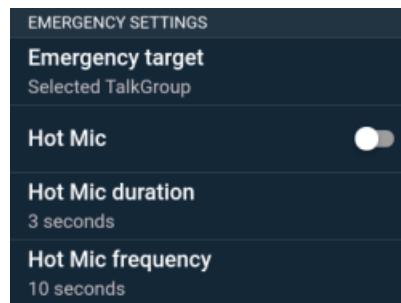 EMERGENCY SETTINGS
Emergency target
Selected TalkGroup
Hot Mic
Hot Mic duration
3 seconds
Hot Mic frequency
10 seconds